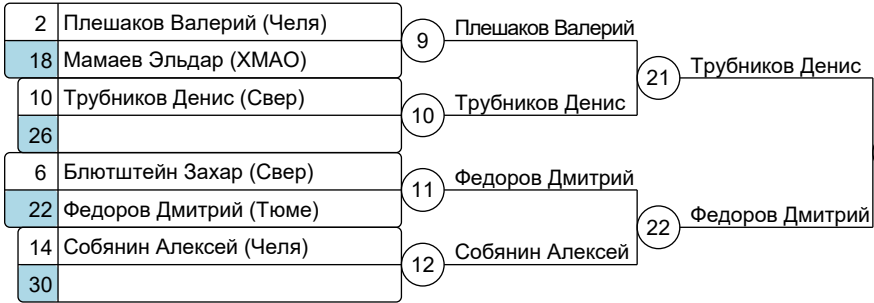 2 Плешаков Валерий (Челя)
18 Мамаев Эльдар (ХМАО)
10 Трубников Денис (Свер)
26
6 Блютштейн Захар (Свер)
22 Федоров Дмитрий (Тюме)
14 Собянин Алексей (Челя)
30
9 Плешаков Валерий
10 Трубников Денис
11 Федоров Дмитрий
12 Собянин Алексей
21 Трубников Денис
22 Федоров Дмитрий